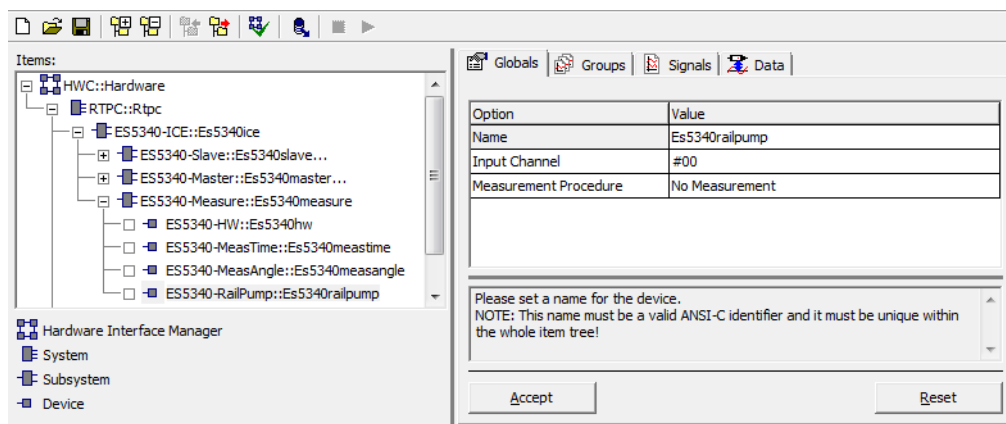 Items:
HWC::Hardware
RTPC::Rtpc
ES5340-ICE::Es5340ice
ES5340-Slave::Es5340slave...
ES5340-Master::Es5340master...
ES5340-Measure::Es5340measure
ES5340-HW::Es5340hw
ES5340-MeasTime::Es5340meastime
ES5340-MeasAngle::Es5340measangle
ES5340-RailPump::Es5340railpump
Hardware Interface Manager
System
Subsystem
Device
Globals Groups Signals Data
Option Value
Name Es5340railpump
Input Channel #00
Measurement Procedure No Measurement
Please set a name for the device.
NOTE: This name must be a valid ANSI-C identifier and it must be unique within
the whole item tree!
Accept Reset